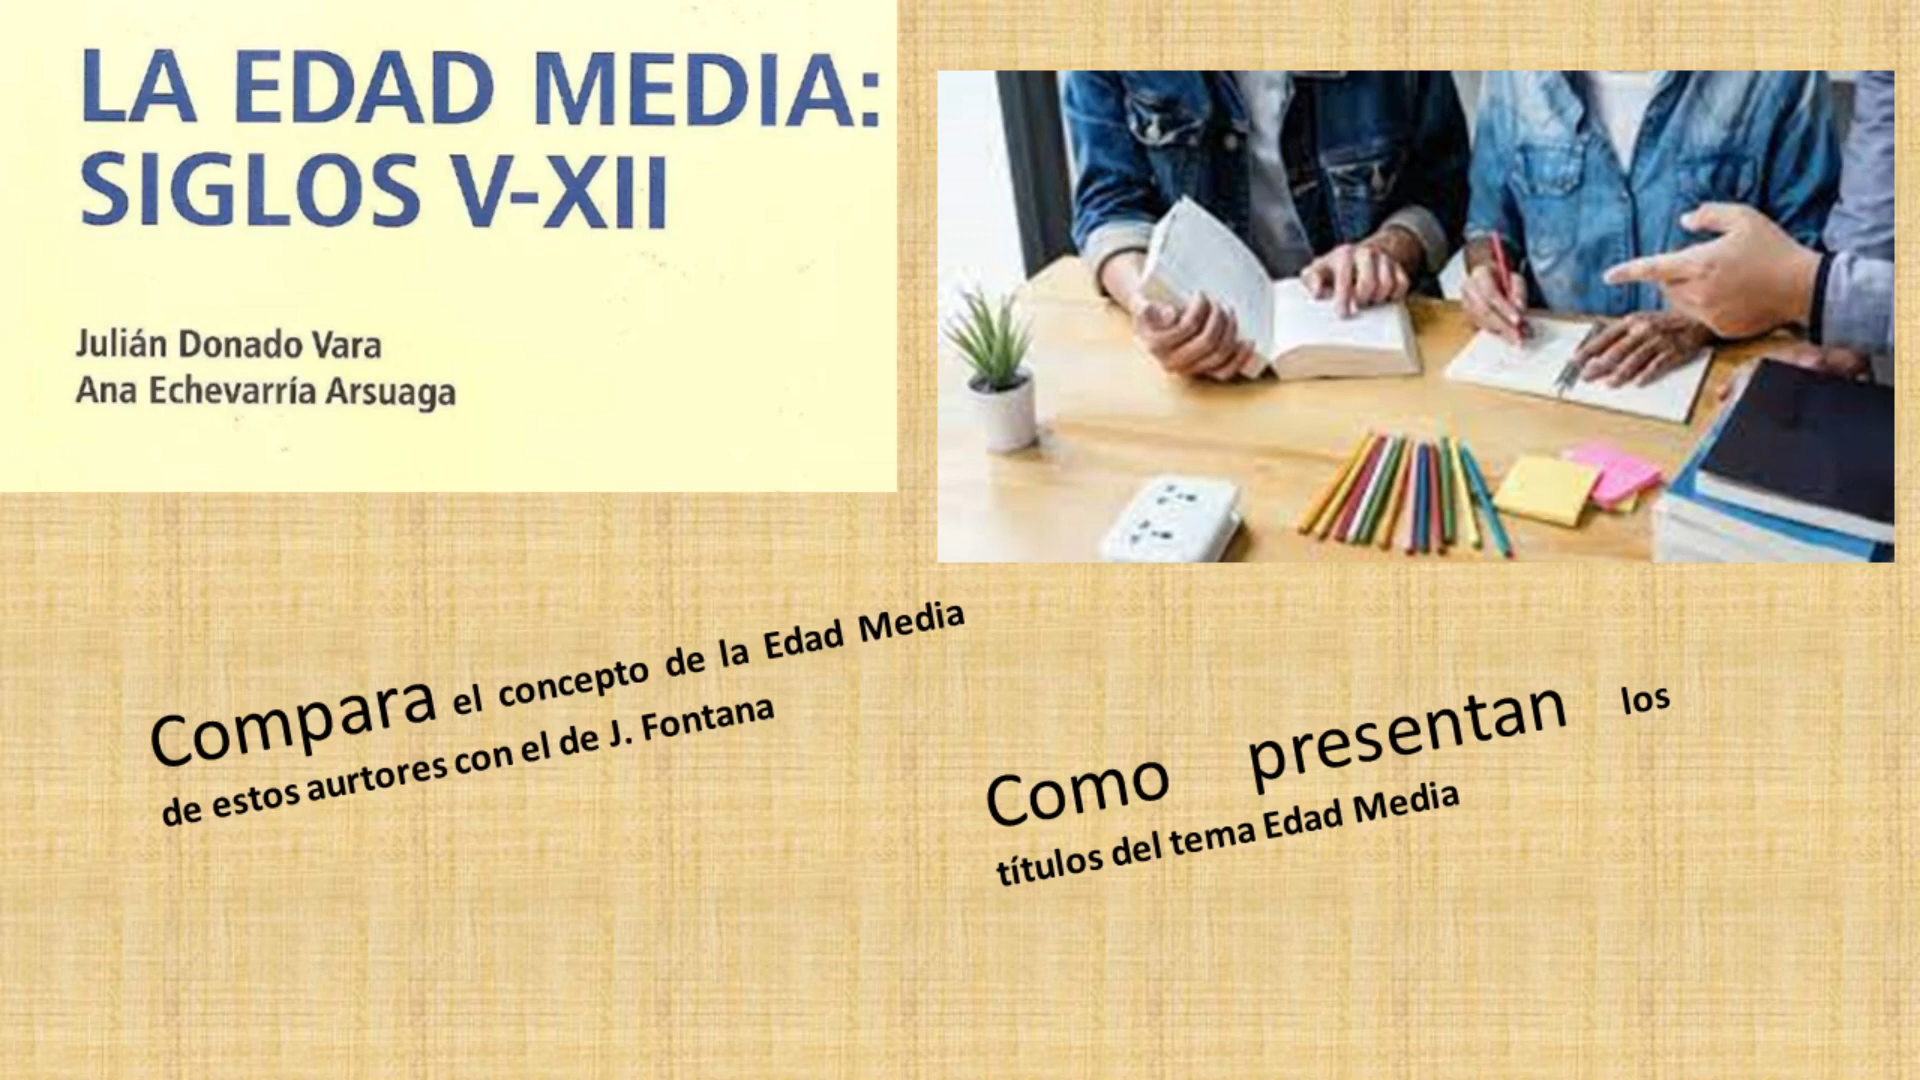 LA EDAD MEDIA:
SIGLOS V-XII
Julián Donado Vara
Ana Echevarría Arsuaga
Compara el concepto de la Edad Media
de estos aurtores con el de J. Fontana
Como presentan los
títulos del tema Edad Media